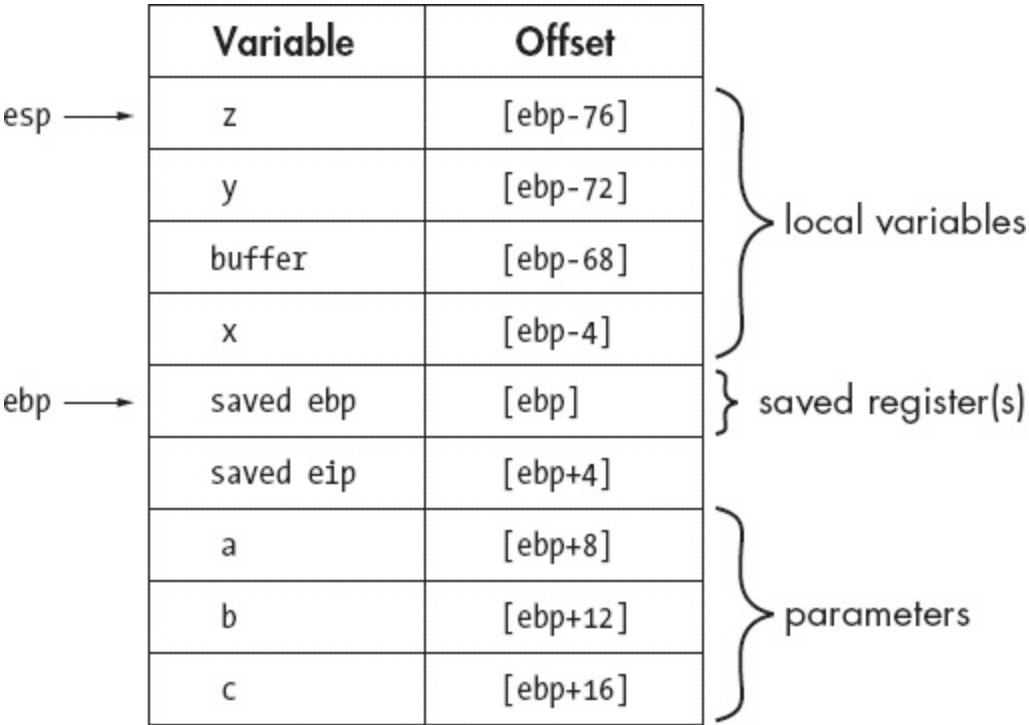 Variable Offset
esp z [ebp-76]
y [ebp-72]
local variables
buffer [ebp-68]
x [ebp-4]
ebp saved ebp [ebp] saved register(s)
saved eip [ebp+4]
a [ebp+8]
b [ebp+12] parameters
c [ebp+16]